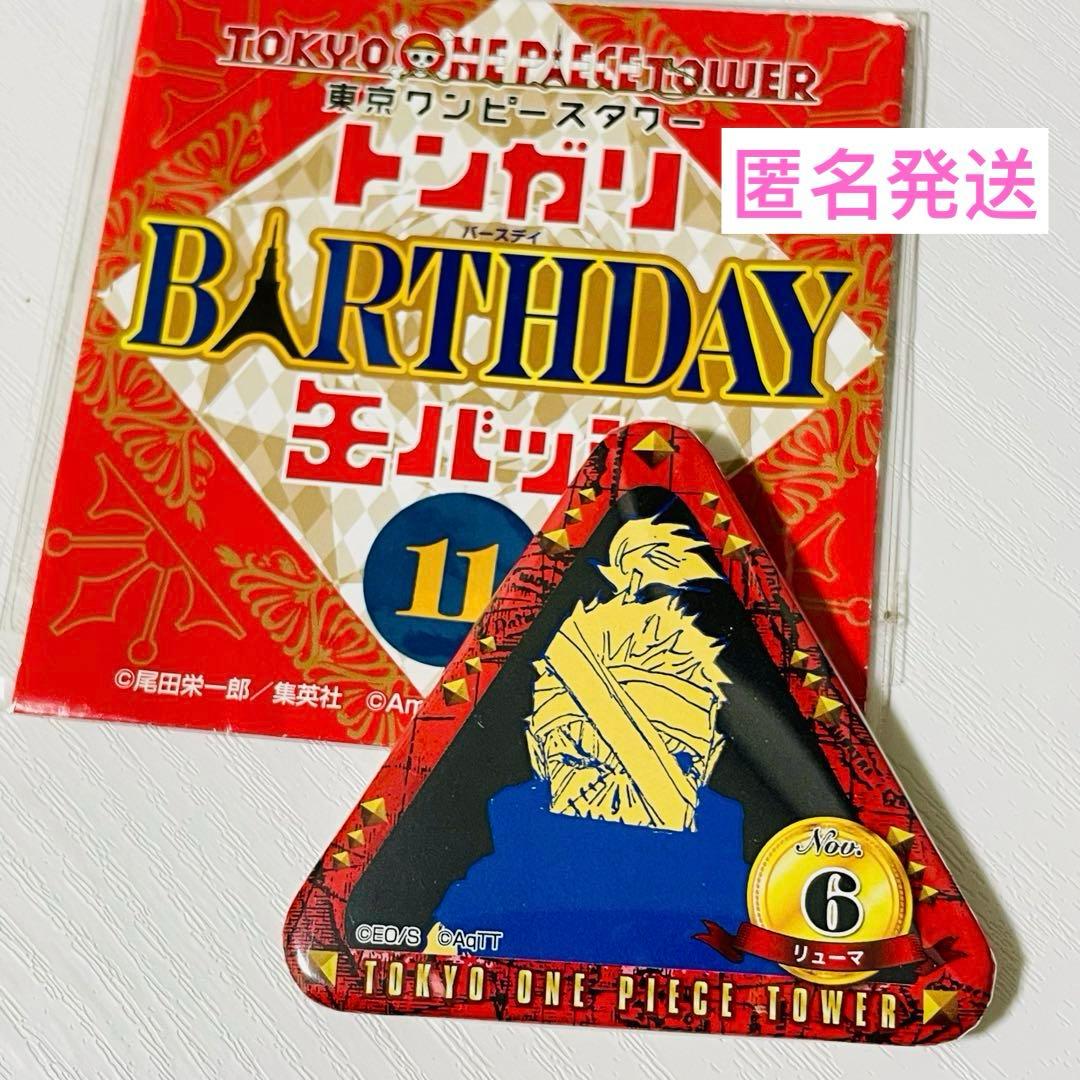 TOKYO ONE PIECE TOWER
東京ワンピースタワー
匿名発送
トンガリ
バースデイ
BARTHDAY
缶バッ
11
©尾田栄一郎／集英社 ©Am
Nov.
6
リューマ
©EO/S ©AqTT
TOKYO ONE PIECE TOWER